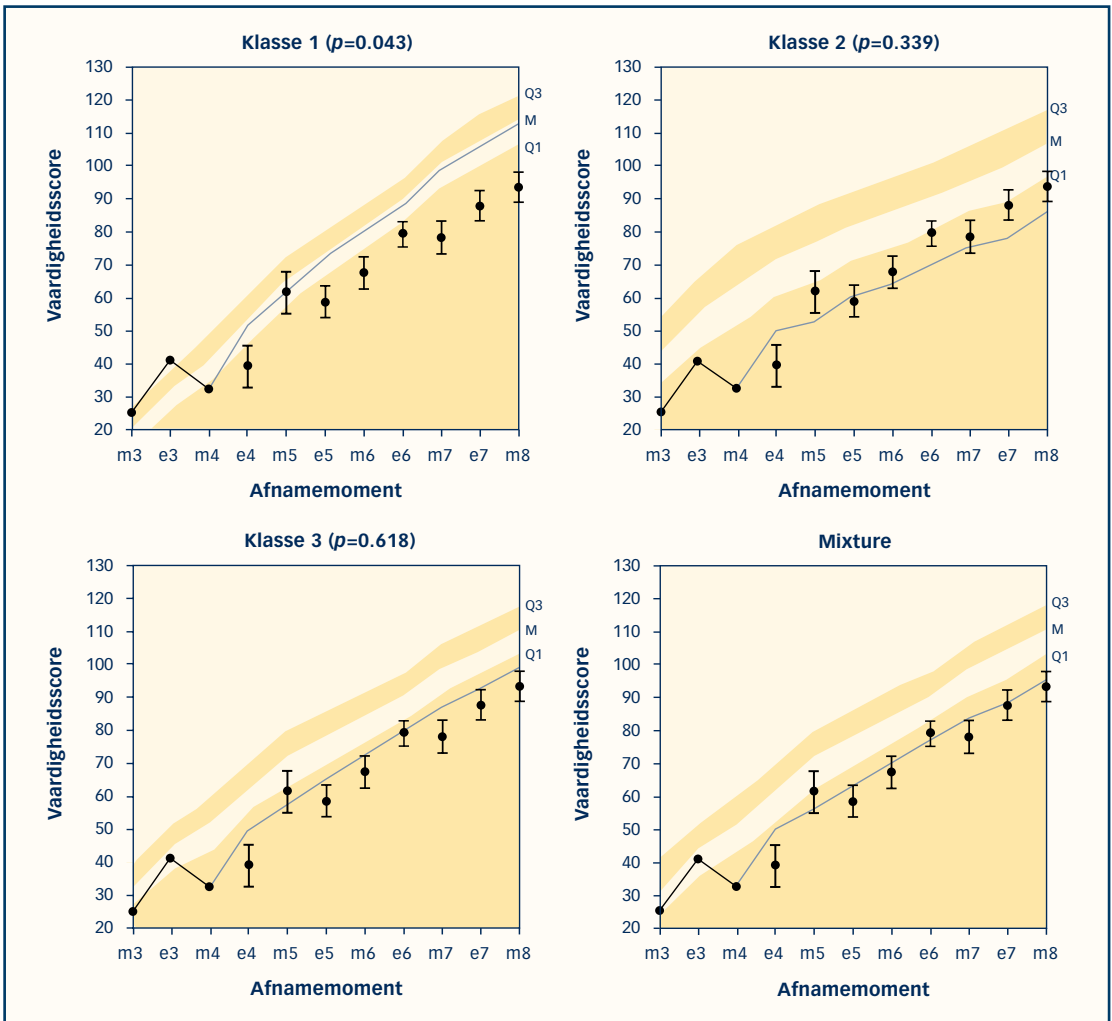 Klasse 1 (p=0.043)
130
120
110
100
90
80
70
60
50
40
30
20
Vaardigheidsscore
Q3
M
Q1
m3 e3 m4 e4 m5 e5 m6 e6 m7 e7 m8
Afnamemoment
Klasse 2 (p=0.339)
130
120
110
100
90
80
70
60
50
40
30
20
Vaardigheidsscore
Q3
M
Q1
m3 e3 m4 e4 m5 e5 m6 e6 m7 e7 m8
Afnamemoment
Klasse 3 (p=0.618)
130
120
110
100
90
80
70
60
50
40
30
20
Vaardigheidsscore
Q3
M
Q1
m3 e3 m4 e4 m5 e5 m6 e6 m7 e7 m8
Afnamemoment
Mixture
130
120
110
100
90
80
70
60
50
40
30
20
Vaardigheidsscore
Q3
M
Q1
m3 e3 m4 e4 m5 e5 m6 e6 m7 e7 m8
Afnamemoment